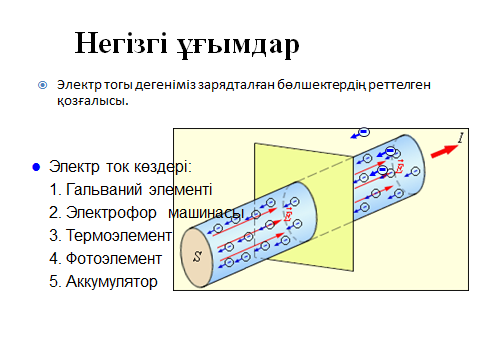 Негізгі ұғымдар
Электр тогы дегеніміз зарядталған бөлшектердің реттелген
қозғалысы.
Электр ток көздері:
1. Гальваний элементі
2. Электрофор машинасы
3. Термоэлемент
4. Фотоэлемент
5. Аккумулятор
S
I